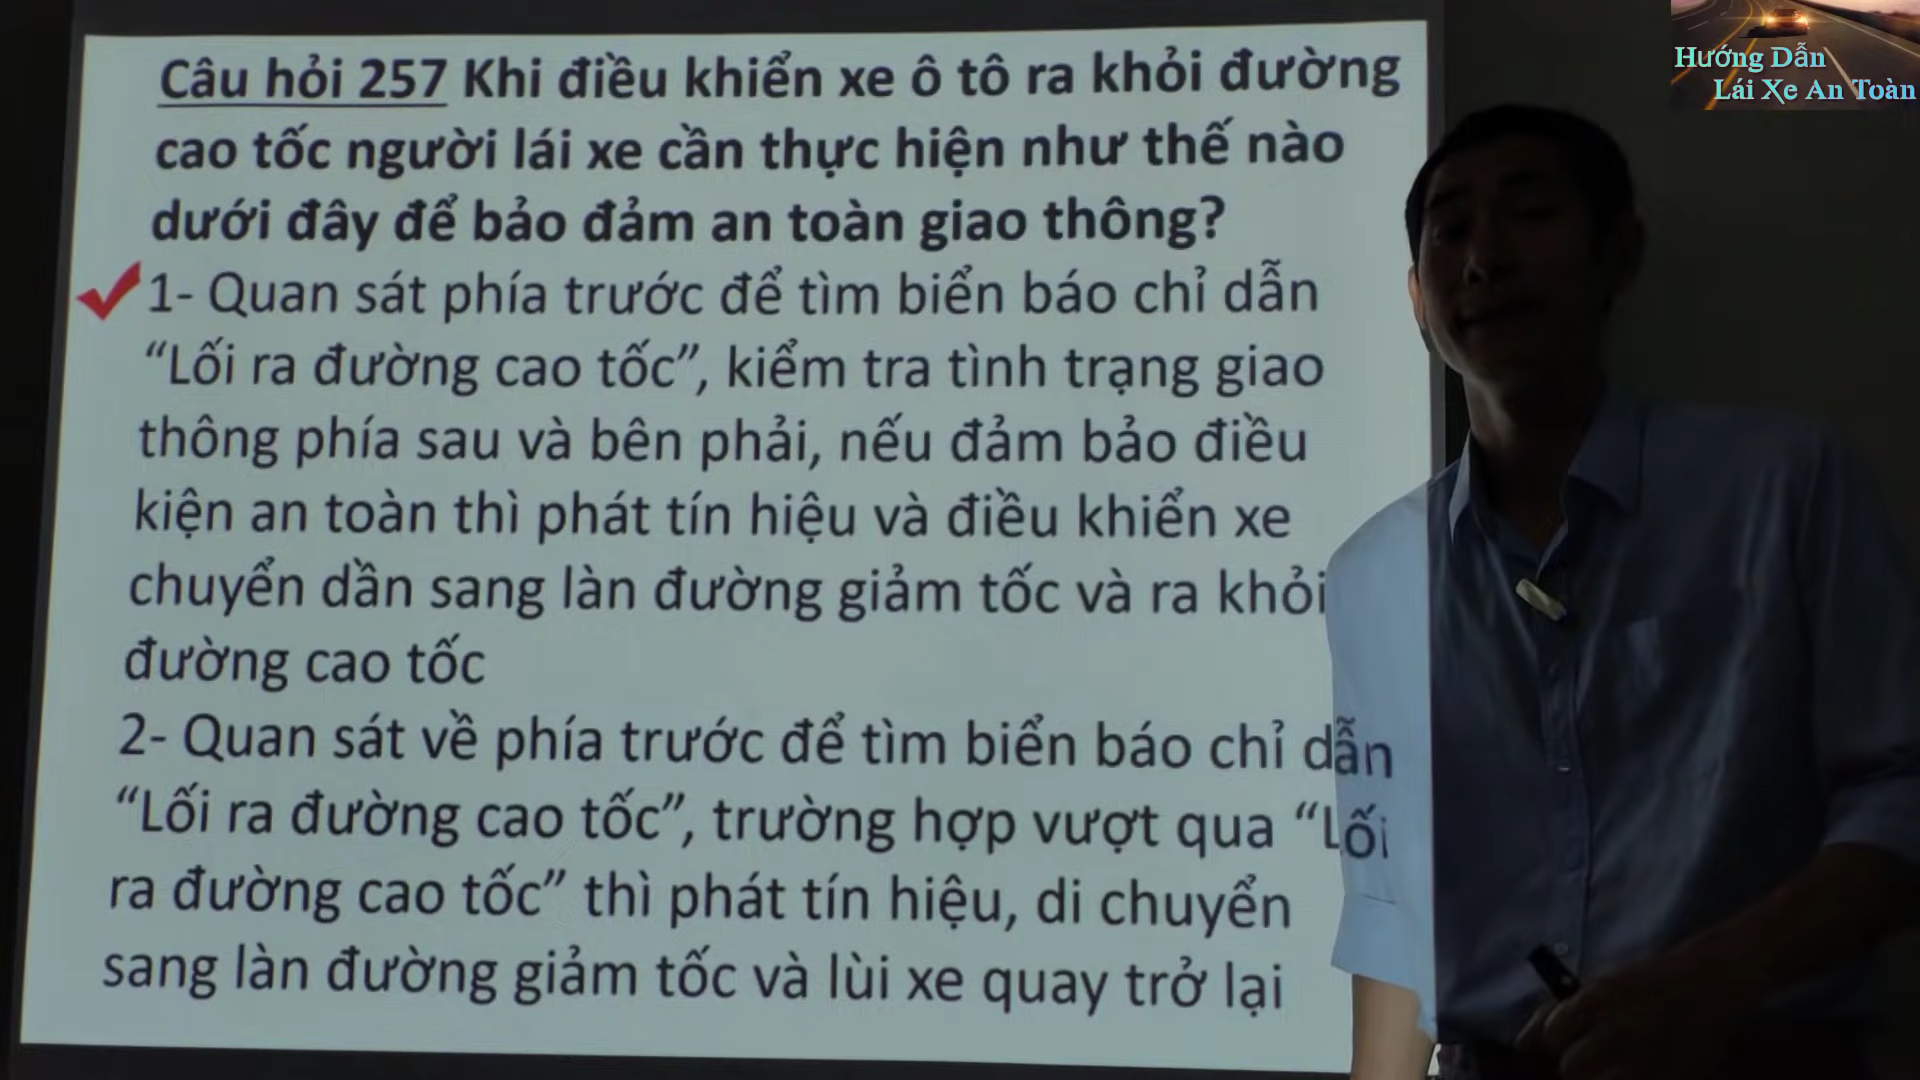 Hướng Dẫn
Lái Xe An Toàn
Câu hỏi 257 Khi điều khiển xe ô tô ra khỏi đường
cao tốc người lái xe cần thực hiện như thế nào
dưới đây để bảo đảm an toàn giao thông?
1- Quan sát phía trước để tìm biển báo chỉ dẫn
“Lối ra đường cao tốc”, kiểm tra tình trạng giao
thông phía sau và bên phải, nếu đảm bảo điều
kiện an toàn thì phát tín hiệu và điều khiển xe
chuyển dần sang làn đường giảm tốc và ra khỏi
đường cao tốc
2- Quan sát về phía trước để tìm biển báo chỉ dẫn
“Lối ra đường cao tốc”, trường hợp vượt qua “Lối
ra đường cao tốc” thì phát tín hiệu, di chuyển
sang làn đường giảm tốc và lùi xe quay trở lại